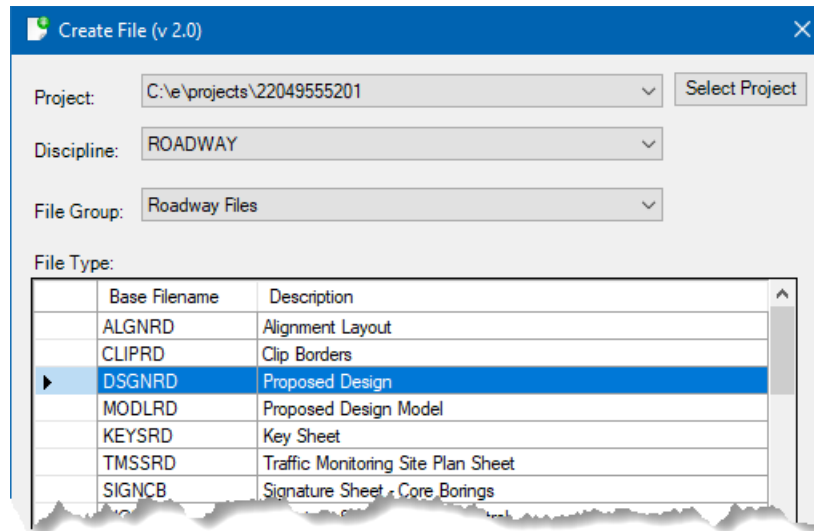 Create File (v 2.0)
Project: C:\e\projects\22049555201 Select Project
Discipline: ROADWAY
File Group: Roadway Files
File Type:
Base Filename Description
ALGNRD Alignment Layout
CLIPRD Clip Borders
DSGNRD Proposed Design
MODLRD Proposed Design Model
KEYSRD Key Sheet
TMSSRD Traffic Monitoring Site Plan Sheet
SIGNCB Signature Sheet - Core Borings